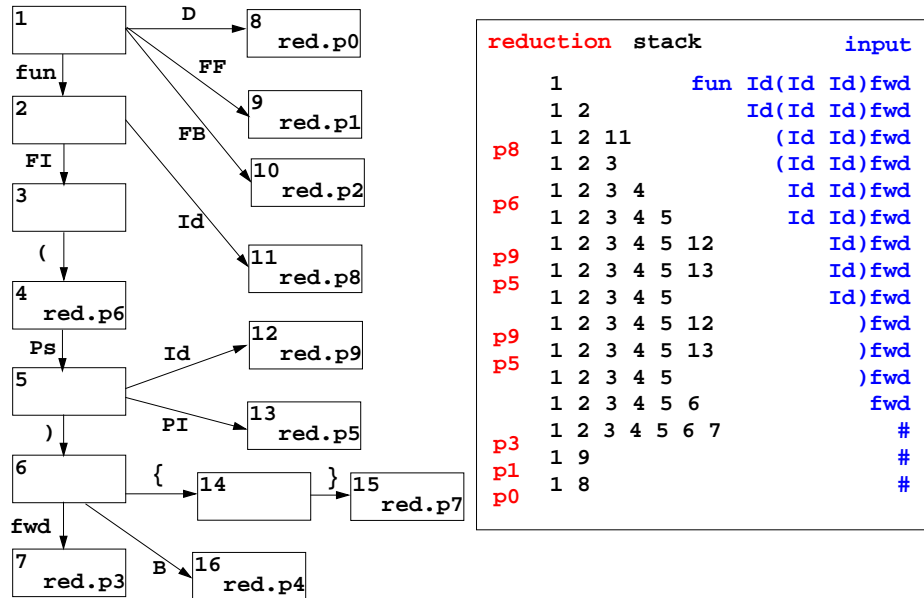 1
D
8
red.p0
fun
FF
9
red.p1
2
FB
10
red.p2
FI
Id
3
11
red.p8
(
4
red.p6
12
red.p9
Ps
Id
5
13
red.p5
PI
)
6
{
14
}
15
red.p7
fwd
B
7
red.p3
16
red.p4
reduction stack input
1 fun Id(Id Id)fwd
1 2 Id(Id Id)fwd
1 2 11 (Id Id)fwd
p8
1 2 3 (Id Id)fwd
1 2 3 4 Id Id)fwd
p6
1 2 3 4 5 Id Id)fwd
1 2 3 4 5 12 Id)fwd
p9
1 2 3 4 5 13 Id)fwd
p5
1 2 3 4 5 Id)fwd
1 2 3 4 5 12 )fwd
p9
1 2 3 4 5 13 )fwd
p5
1 2 3 4 5 )fwd
1 2 3 4 5 6 fwd
1 2 3 4 5 6 7 #
p3
1 9 #
p1
1 8 #
p0